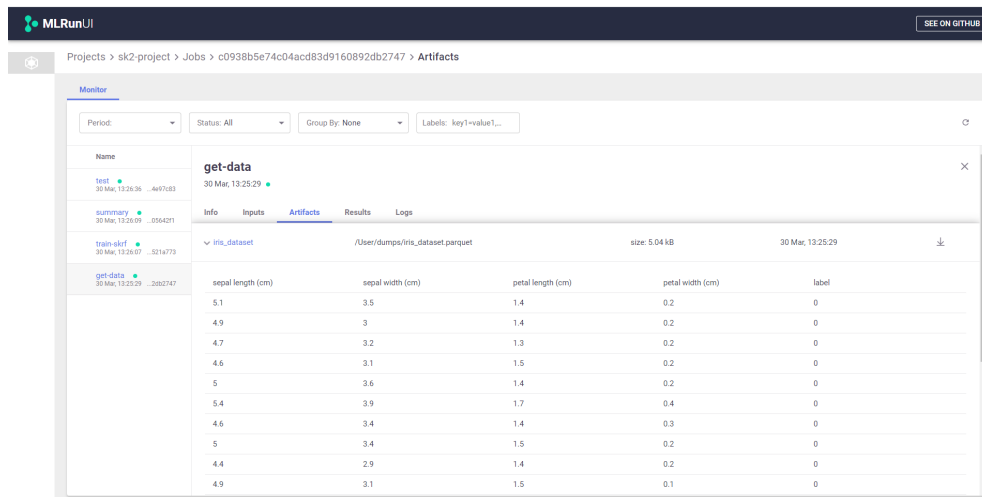 MLRunUI
SEE ON GITHUB
Projects > sk2-project > Jobs > c0938b5e74c04acd83d9160892db2747 > Artifacts
Monitor
Period:
Status: All
Group By: None
Labels: key1=value1,...
Name
test
30 Mar, 13:26:36 ...4e97c83
summary
30 Mar, 13:26:09 ...05642f1
train-skrf
30 Mar, 13:26:07 ...521a773
get-data
30 Mar, 13:25:29 ...2db2747
get-data
30 Mar, 13:25:29
Info Inputs Artifacts Results Logs
iris_dataset /User/dumps/iris_dataset.parquet size: 5.04 kB 30 Mar, 13:25:29
sepal length (cm) sepal width (cm) petal length (cm) petal width (cm) label
5.1 3.5 1.4 0.2 0
4.9 3 1.4 0.2 0
4.7 3.2 1.3 0.2 0
4.6 3.1 1.5 0.2 0
5 3.6 1.4 0.2 0
5.4 3.9 1.7 0.4 0
4.6 3.4 1.4 0.3 0
5 3.4 1.5 0.2 0
4.4 2.9 1.4 0.2 0
4.9 3.1 1.5 0.1 0